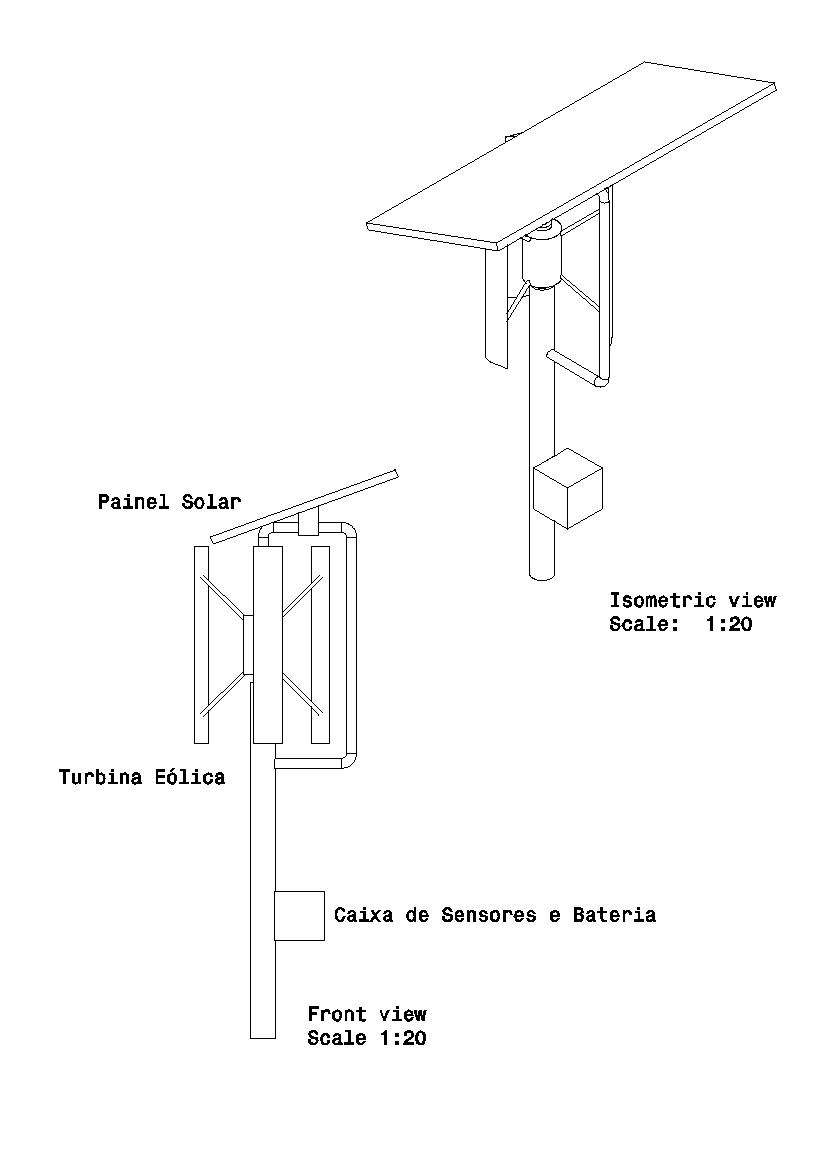 Painel Solar
Isometric view
Scale:  1:20
Turbina Eólica
Caixa de Sensores e Bateria
Front view
Scale 1:20